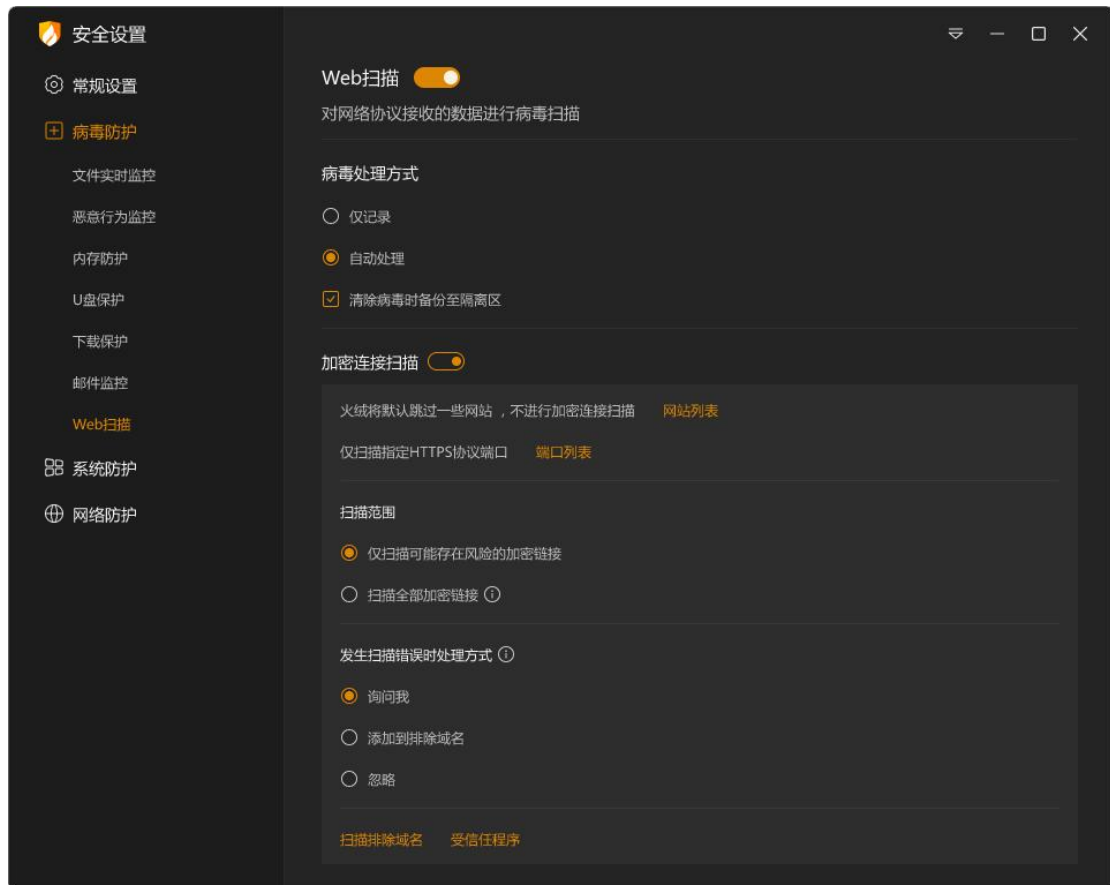 安全设置
常规设置
病毒防护
文件实时监控
恶意行为监控
内存防护
U盘保护
下载保护
邮件监控
Web扫描
系统防护
网络防护
Web扫描
对网络协议接收的数据进行病毒扫描
病毒处理方式
仅记录
自动处理
清除病毒时备份至隔离区
加密连接扫描
火绒将默认跳过一些网站，不进行加密连接扫描 网站列表
仅扫描指定HTTPS协议端口 端口列表
扫描范围
仅扫描可能存在风险的加密链接
扫描全部加密链接
发生扫描错误时处理方式
询问我
添加到排除域名
忽略
扫描排除域名 受信任程序